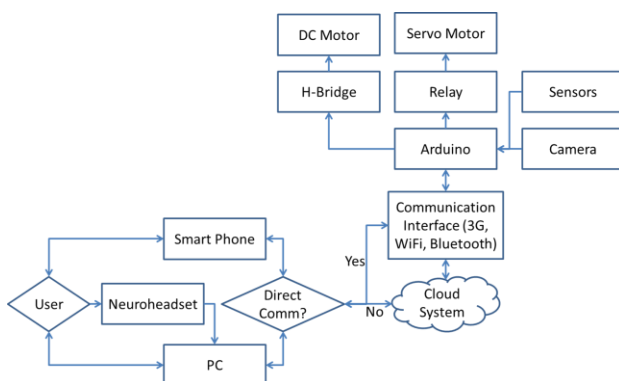 DC Motor
Servo Motor
H-Bridge
Relay
Sensors
Arduino
Camera
Communication
Interface (3G,
WiFi, Bluetooth)
Smart Phone
Yes
User
Neuroheadset
Direct
Comm?
No
Cloud
System
PC